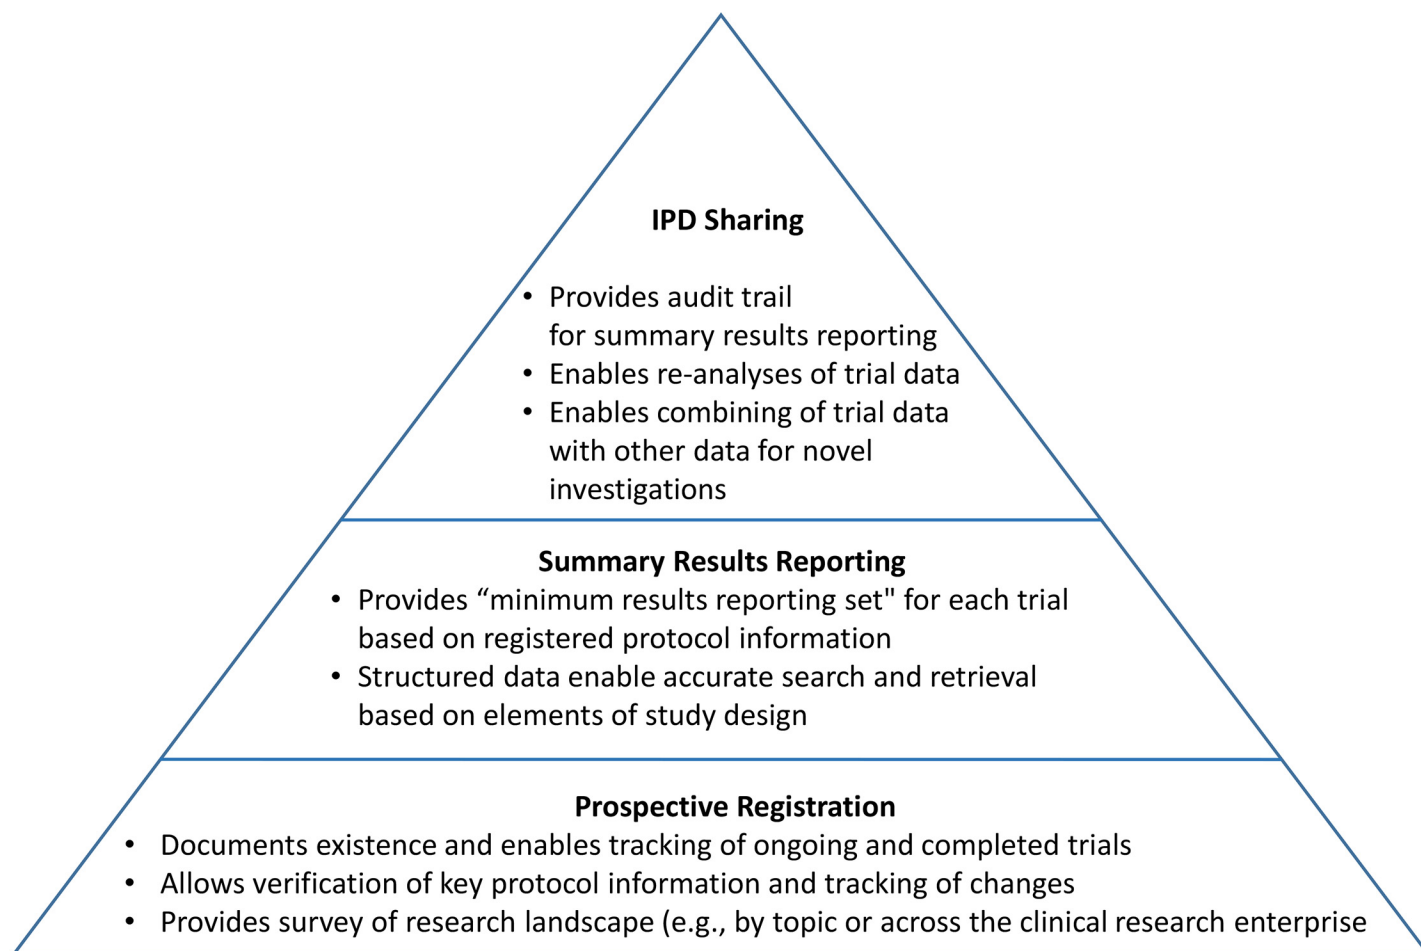 IPD Sharing
• Provides audit trail
for summary results reporting
• Enables re-analyses of trial data
• Enables combining of trial data
with other data for novel
investigations
Summary Results Reporting
• Provides “minimum results reporting set" for each trial
based on registered protocol information
• Structured data enable accurate search and retrieval
based on elements of study design
Prospective Registration
• Documents existence and enables tracking of ongoing and completed trials
• Allows verification of key protocol information and tracking of changes
• Provides survey of research landscape (e.g., by topic or across the clinical research enterprise